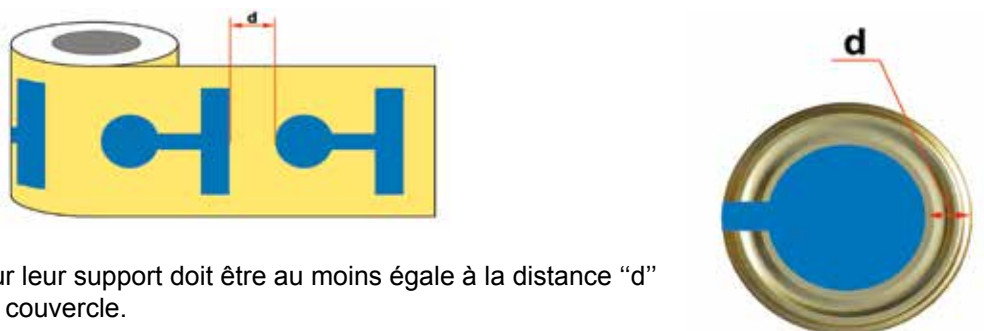 d
d
ur leur support doit être au moins égale à la distance “d”
couvercle.